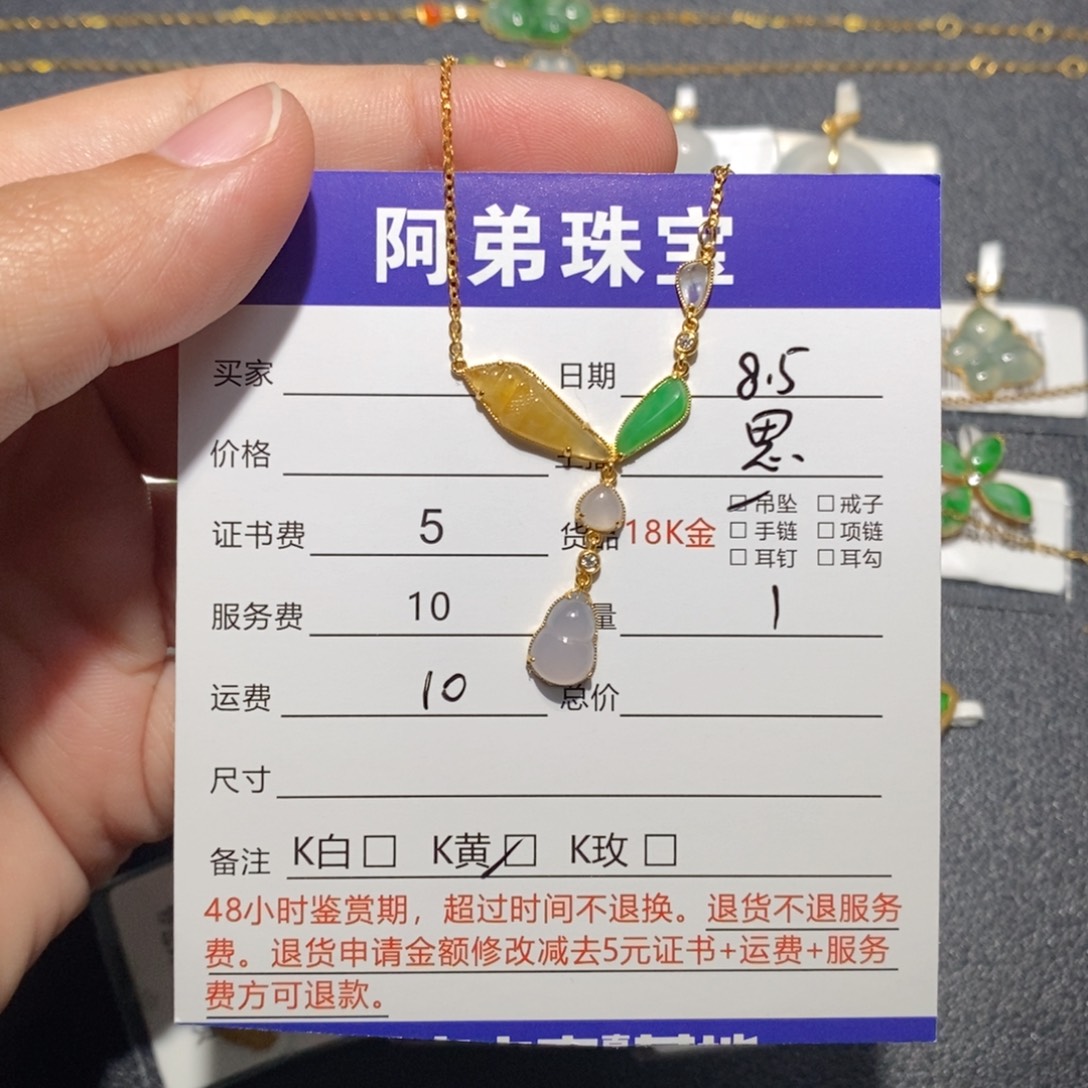 阿弟珠宝
买家 日期 8.5
价格 思
证书费 5 货品 18K金 □吊坠 □戒子
□手链 □项链
□耳钉 □耳勾
服务费 10 量 1
运费 10 总价
尺寸
备注 K白□ K黄□ K玫□
48小时鉴赏期，超过时间不退换。退货不退服务
费。退货申请金额修改减去5元证书+运费+服务
费方可退款。